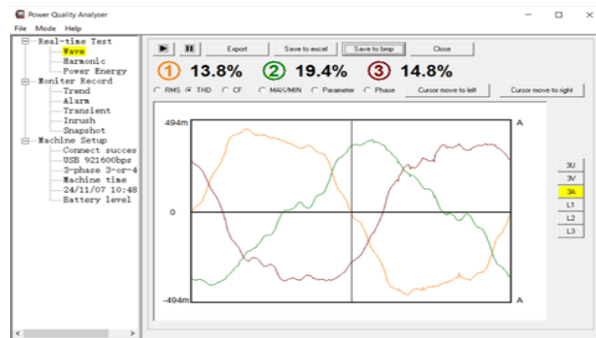 Power Quality Analyser
File Mode Help
Real-time Test
Wave
Harmonic
Power Energy
Moniter Record
Trend
Alarm
Transient
Inrush
Snapshot
Machine Setup
Connect succes
USB 921600bps
3-phase 3-or-4
Machine time
24/11/07 10:48
Battery level
Export Save to excel Save to bmp Close
1 13.8% 2 19.4% 3 14.8%
RMS THD CF MAX/MIN Parameter Phase Cursor move to left Cursor move to right
494m A
0
-494m A
3U
3V
3A
L1
L2
L3